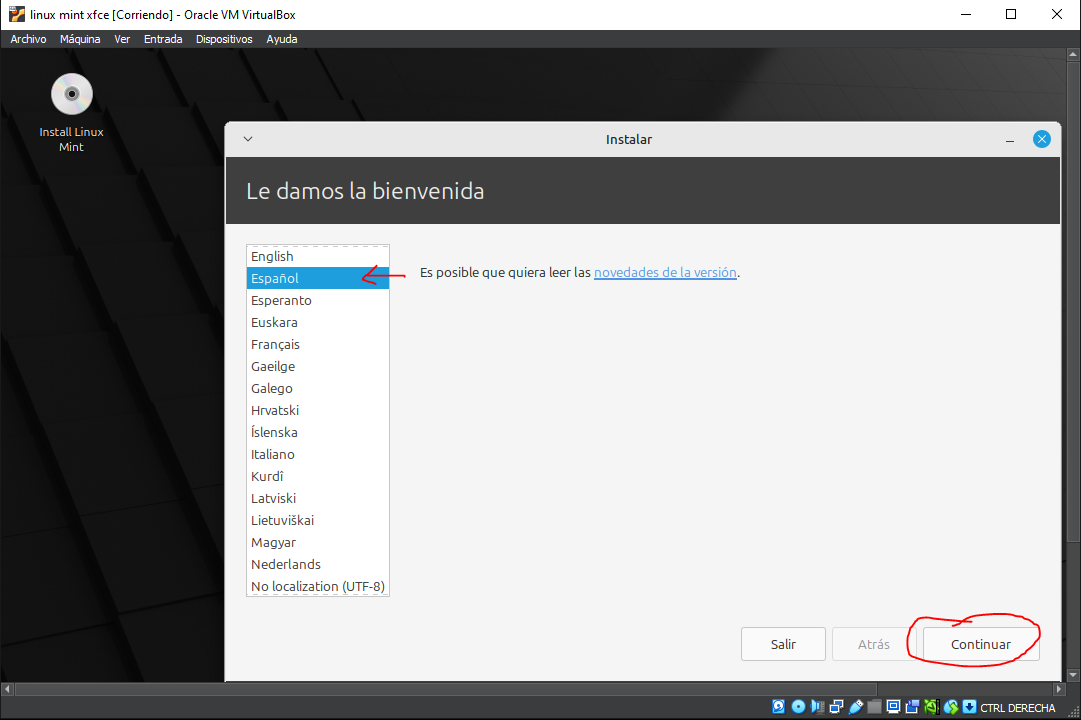 linux mint xfce [Corriendo] - Oracle VM VirtualBox
Archivo Máquina Ver Entrada Dispositivos Ayuda
Install Linux
Mint
Instalar
Le damos la bienvenida
English
Español
Esperanto
Euskara
Français
Gaeilge
Galego
Hrvatski
Íslenska
Italiano
Kurdî
Latviski
Lietuviškai
Magyar
Nederlands
No localization (UTF-8)
Es posible que quiera leer las novedades de la versión.
Salir Atrás Continuar
CTRL DERECHA